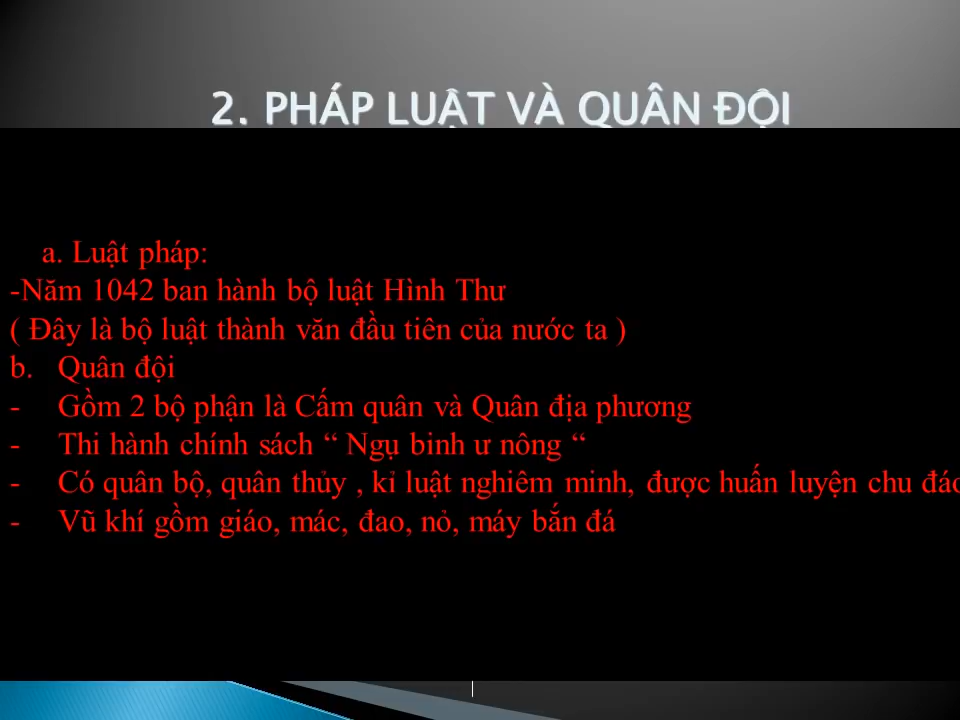 2. PHÁP LUẬT VÀ QUÂN ĐỘI
a. Luật pháp:
-Năm 1042 ban hành bộ luật Hình Thư
( Đây là bộ luật thành văn đầu tiên của nước ta )
b. Quân đội
- Gồm 2 bộ phận là Cấm quân và Quân địa phương
- Thi hành chính sách “ Ngụ binh ư nông “
- Có quân bộ, quân thủy , kỉ luật nghiêm minh, được huấn luyện chu đáo
- Vũ khí gồm giáo, mác, đao, nỏ, máy bắn đá